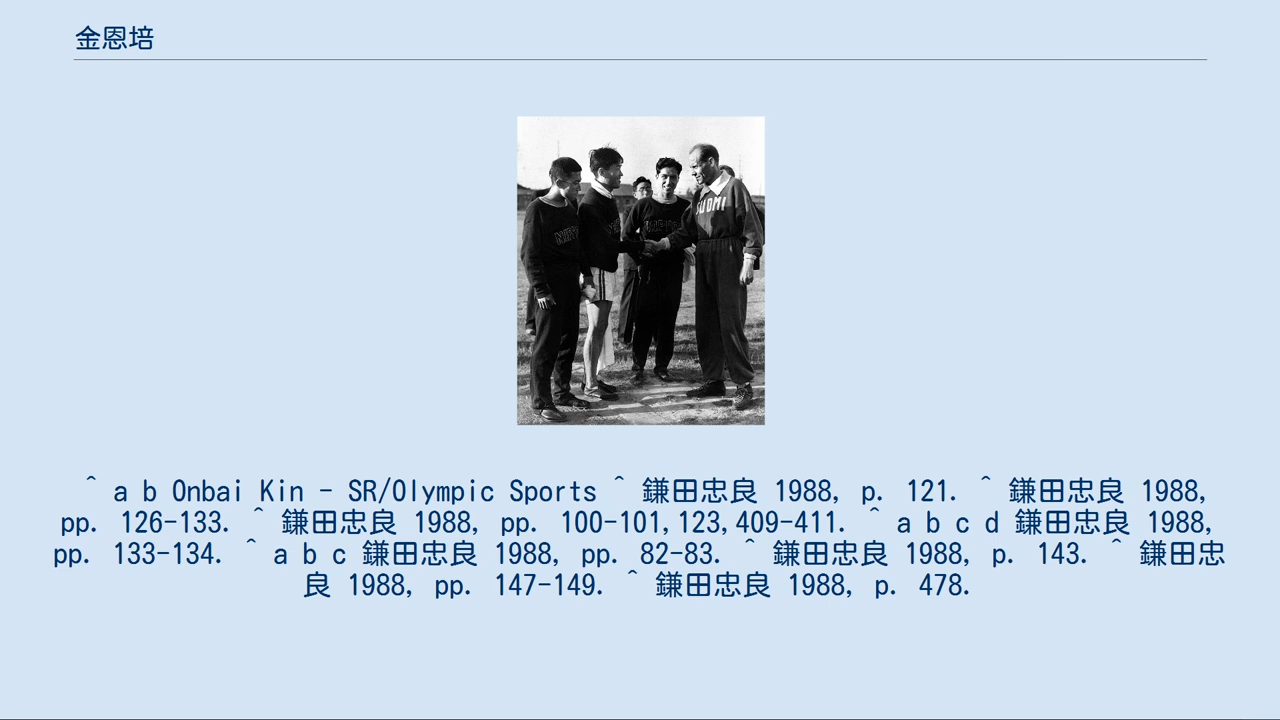 金恩培
SUOMI
^ a b Onbai Kin - SR/Olympic Sports ^ 鎌田忠良 1988, p. 121. ^ 鎌田忠良 1988,
pp. 126-133. ^ 鎌田忠良 1988, pp. 100-101,123,409-411. ^ a b c d 鎌田忠良 1988,
pp. 133-134. ^ a b c 鎌田忠良 1988, pp. 82-83. ^ 鎌田忠良 1988, p. 143. ^ 鎌田忠
良 1988, pp. 147-149. ^ 鎌田忠良 1988, p. 478.